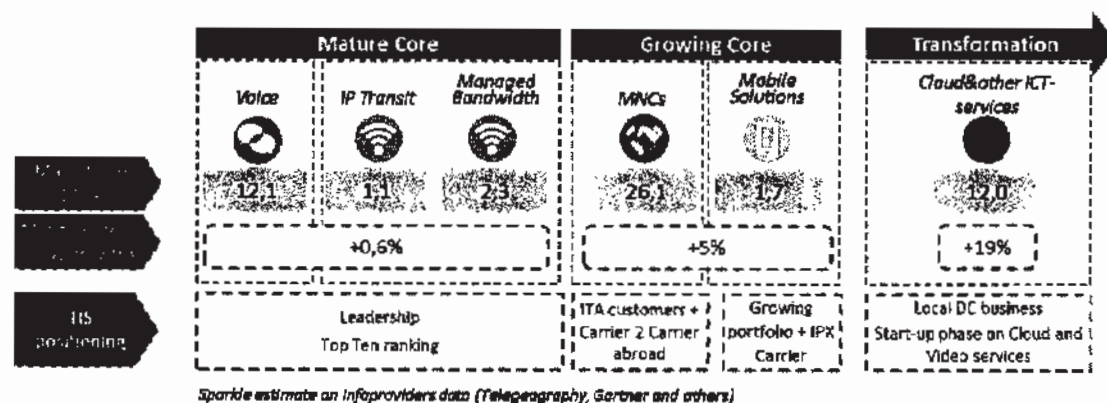 Mature Core
Growing Core
Transformation
Voice
IP Transit
Managed
Bandwidth
MNCs
Mobile
Solutions
Cloud&other ICT-
services
12,1
1,1
2,3
26,1
1,7
12,0
+0,6%
+5%
+19%
TIS
positioning
Leadership
Top Ten ranking
ITA customers +
Carrier 2 Carrier
abroad
Growing
portfolio + IPX
Carrier
Local DC business
Start-up phase on Cloud and
Video services
Sparkle estimate on Infoproviders data (Telegeography, Gartner and others)